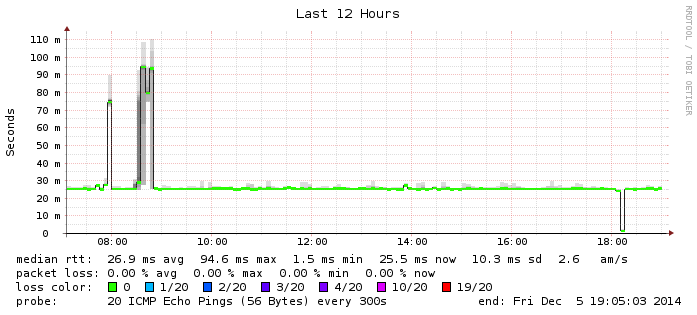 Last 12 Hours
RRDTOOL / TOBI OETIKER
Seconds
110 m
100 m
90 m
80 m
70 m
60 m
50 m
40 m
30 m
20 m
10 m
0
08:00 10:00 12:00 14:00 16:00 18:00
median rtt: 26.9 ms avg 94.6 ms max 1.5 ms min 25.5 ms now 10.3 ms sd 2.6 am/s
packet loss: 0.00 % avg 0.00 % max 0.00 % min 0.00 % now
loss color: 0 1/20 2/20 3/20 4/20 10/20 19/20
probe: 20 ICMP Echo Pings (56 Bytes) every 300s end: Fri Dec 5 19:05:03 2014